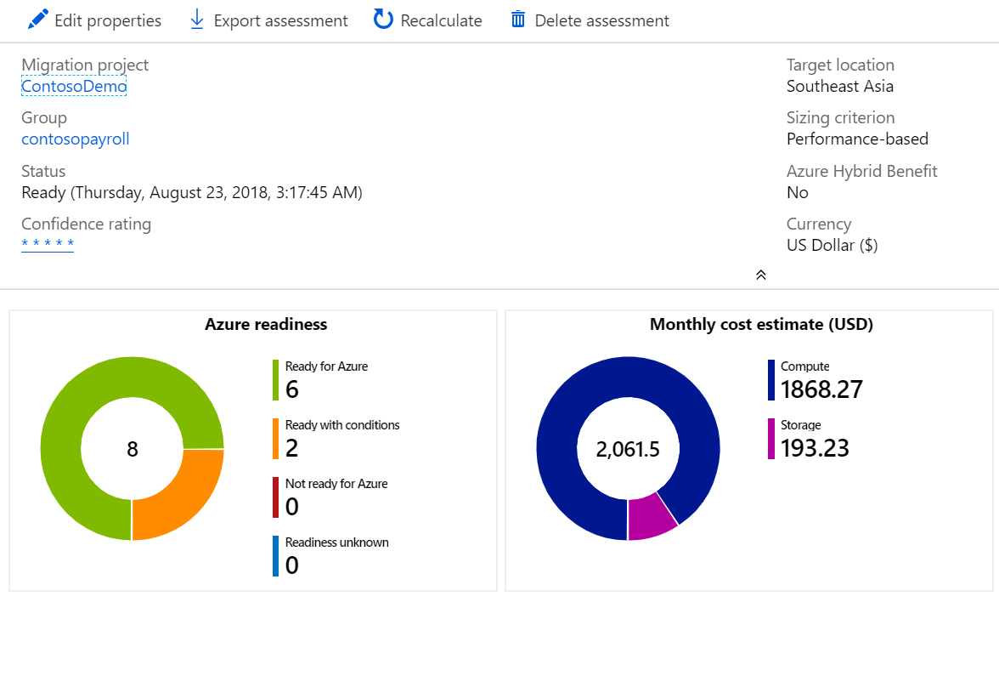 Edit properties
Export assessment
Recalculate
Delete assessment
Migration project
ContosoDemo
Group
contosopayroll
Status
Ready (Thursday, August 23, 2018, 3:17:45 AM)
Confidence rating
* * * * *
Target location
Southeast Asia
Sizing criterion
Performance-based
Azure Hybrid Benefit
No
Currency
US Dollar ($)
Azure readiness
8
Ready for Azure
6
Ready with conditions
2
Not ready for Azure
0
Readiness unknown
0
Monthly cost estimate (USD)
2,061.5
Compute
1868.27
Storage
193.23